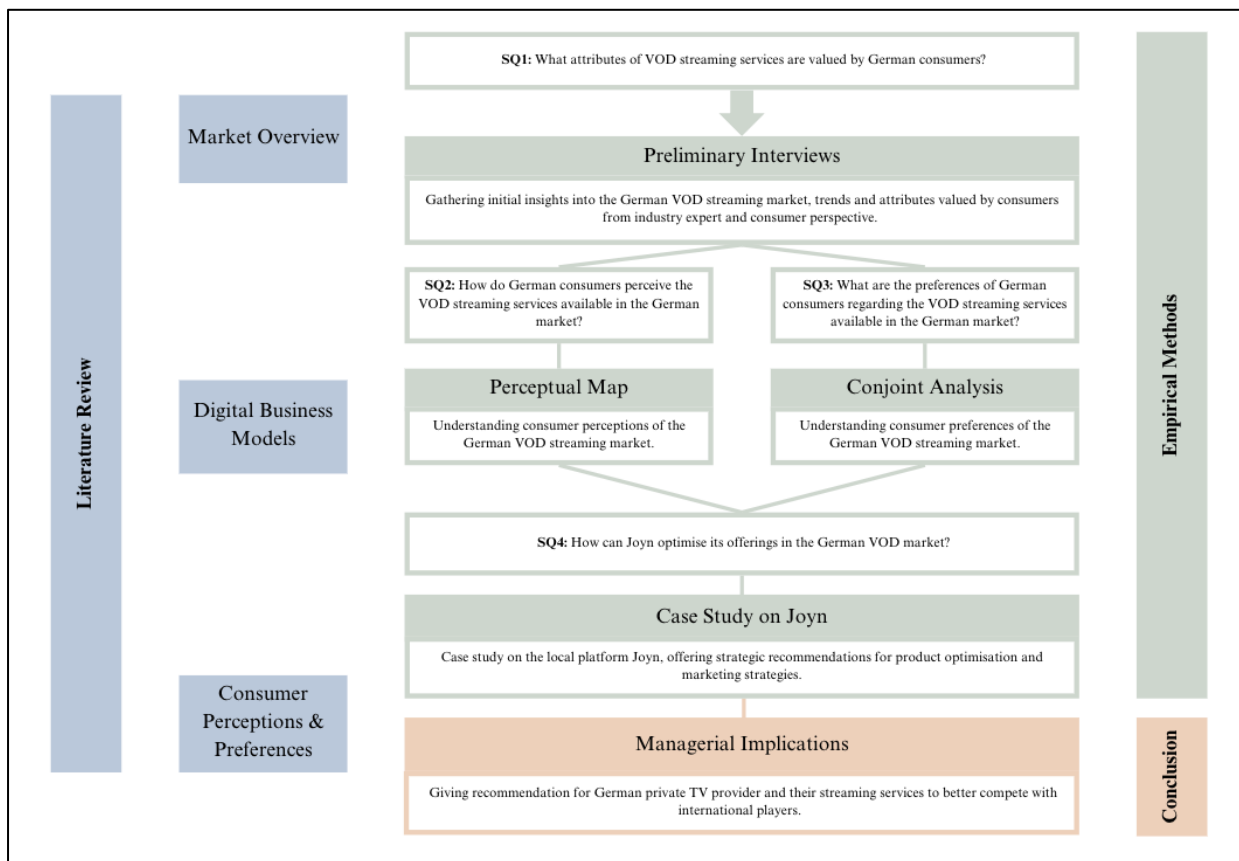 Literature Review
Market Overview
Digital Business
Models
Consumer
Perceptions &
Preferences
SQ1: What attributes of VOD streaming services are valued by German consumers?
Preliminary Interviews
Gathering initial insights into the German VOD streaming market, trends and attributes valued by consumers
from industry expert and consumer perspective.
SQ2: How do German consumers perceive the
VOD streaming services available in the German
market?
SQ3: What are the preferences of German
consumers regarding the VOD streaming services
available in the German market?
Perceptual Map
Understanding consumer perceptions of the
German VOD streaming market.
Conjoint Analysis
Understanding consumer preferences of the
German VOD streaming market.
SQ4: How can Joyn optimise its offerings in the German VOD market?
Case Study on Joyn
Case study on the local platform Joyn, offering strategic recommendations for product optimisation and
marketing strategies.
Managerial Implications
Giving recommendation for German private TV provider and their streaming services to better compete with
international players.
Empirical Methods
Conclusion